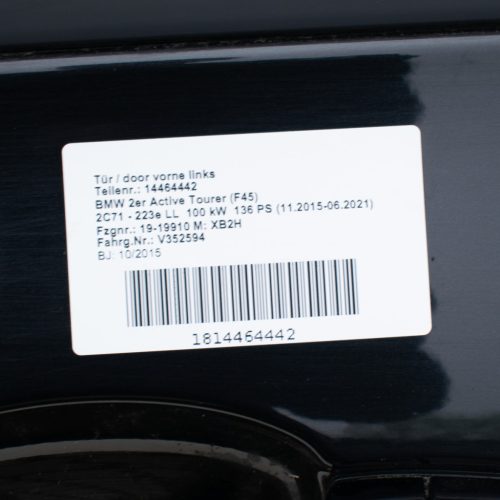 Tür / door vorne links
Teilenr.: 14464442
BMW 2er Active Tourer (F45)
2C71 - 223e LL 100 kW 136 PS (11.2015-06.2021)
Fzgnr.: 19-19910 M: XB2H
Fahrg.Nr.: V352594
BJ: 10/2015
1814464442